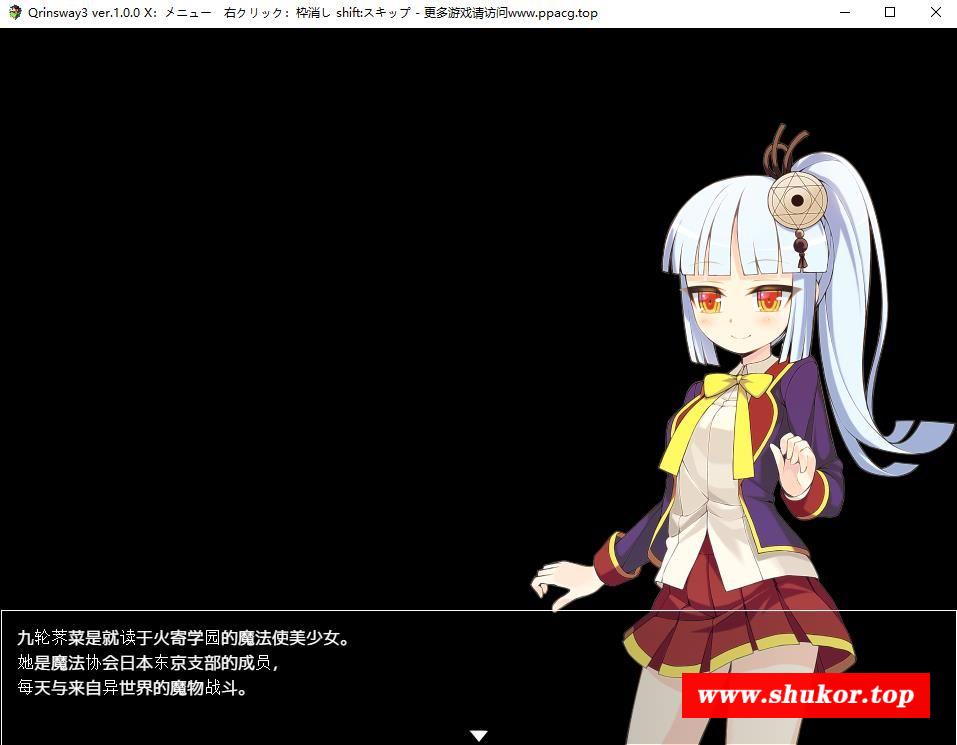 Qrinsway3 ver.1.0.0 X：メニュー　右クリック：枠消し shift:スキップ - 更多游戏请访问www.ppacg.top
九轮荠菜是就读于火寄学园的魔法使美少女。
她是魔法协会日本东京支部的成员，
每天与来自异世界的魔物战斗。
www.shukor.top